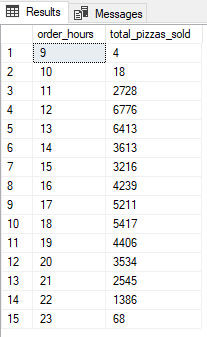 Results Messages
order_hours total_pizzas_sold
1 9 4
2 10 18
3 11 2728
4 12 6776
5 13 6413
6 14 3613
7 15 3216
8 16 4239
9 17 5211
10 18 5417
11 19 4406
12 20 3534
13 21 2545
14 22 1386
15 23 68